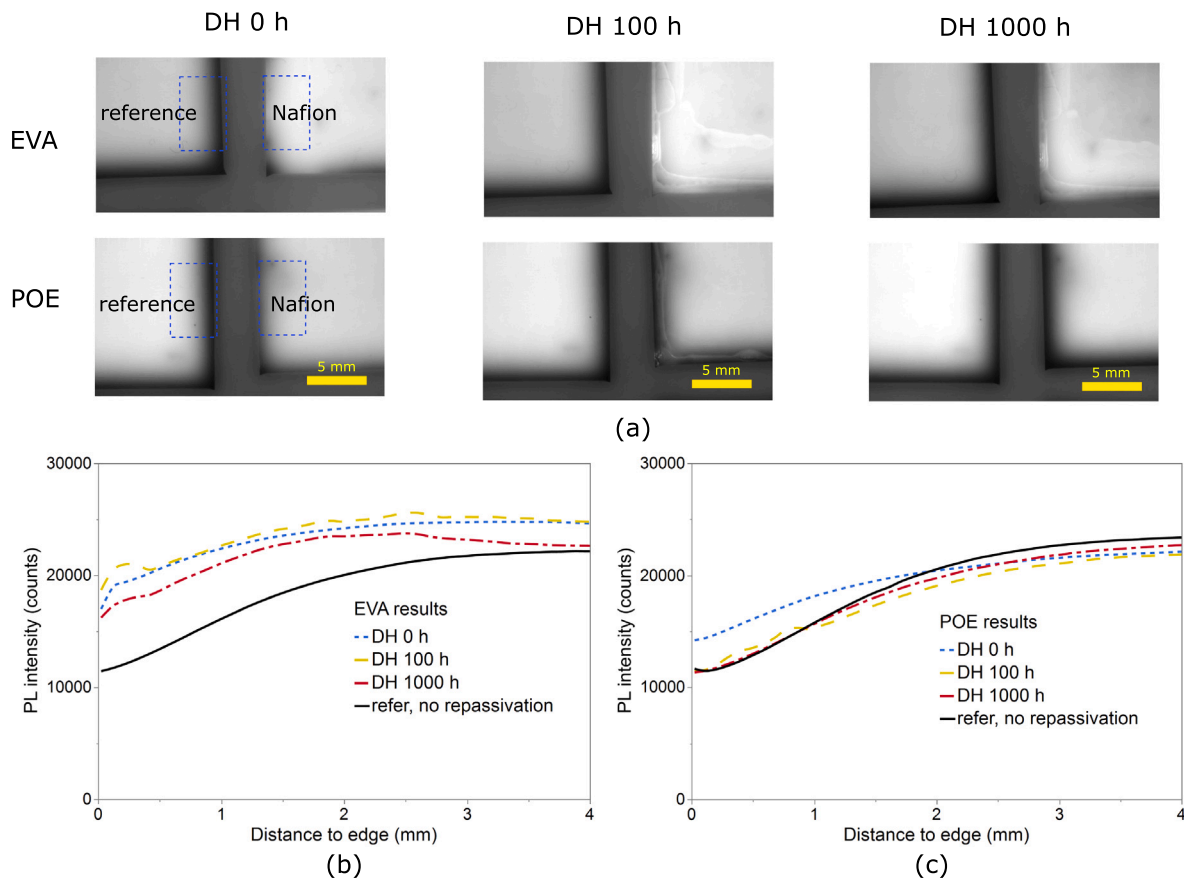 DH 0 h
DH 100 h
DH 1000 h
EVA
reference
Nafion
POE
reference
Nafion
5 mm
5 mm
5 mm
(a)
30000
20000
10000
0
PL intensity (counts)
EVA results
DH 0 h
DH 100 h
DH 1000 h
refer, no repassivation
0
1
2
3
4
Distance to edge (mm)
(b)
30000
20000
10000
0
PL intensity (counts)
POE results
DH 0 h
DH 100 h
DH 1000 h
refer, no repassivation
0
1
2
3
4
Distance to edge (mm)
(c)